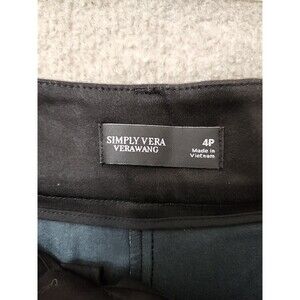 SIMPLY VERA
VERAWANG
4P
Made in
Vietnam